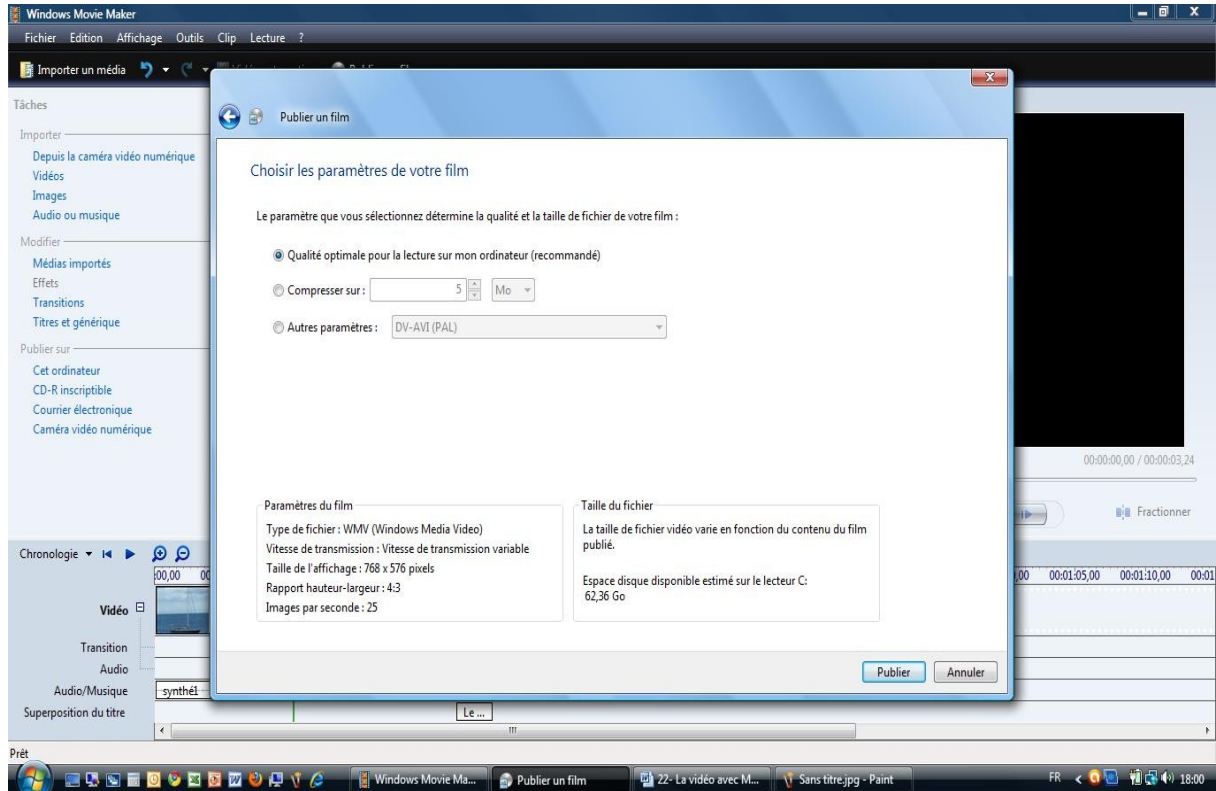 Windows Movie Maker
Fichier Edition Affichage Outils Clip Lecture ?
Importer un média
Tâches
Importer
Depuis la caméra vidéo numérique
Vidéos
Images
Audio ou musique
Modifier
Médias importés
Effets
Transitions
Titres et générique
Publier sur
Cet ordinateur
CD-R inscriptible
Courrier électronique
Caméra vidéo numérique
Publier un film
Choisir les paramètres de votre film
Le paramètre que vous sélectionnez détermine la qualité et la taille de fichier de votre film :
Qualité optimale pour la lecture sur mon ordinateur (recommandé)
Compresser sur : 5 Mo
Autres paramètres : DV-AVI (PAL)
Paramètres du film
Type de fichier : WMV (Windows Media Video)
Vitesse de transmission : Vitesse de transmission variable
Taille de l'affichage : 768 x 576 pixels
Rapport hauteur-largeur : 4:3
Images par seconde : 25
Taille du fichier
La taille de fichier vidéo varie en fonction du contenu du film
publié.
Espace disque disponible estimé sur le lecteur C:
62,36 Go
Publier Annuler
00:00:00,00 / 00:00:03,24
Fractionner
Chronologie
:00,00 00 ,00 00:01:05,00 00:01:10,00 00:01
Vidéo
Transition
Audio
Audio/Musique synthé1
Superposition du titre Le ...
Prêt
Windows Movie Ma... Publier un film 22- La vidéo avec M... Sans titre.jpg - Paint FR 18:00